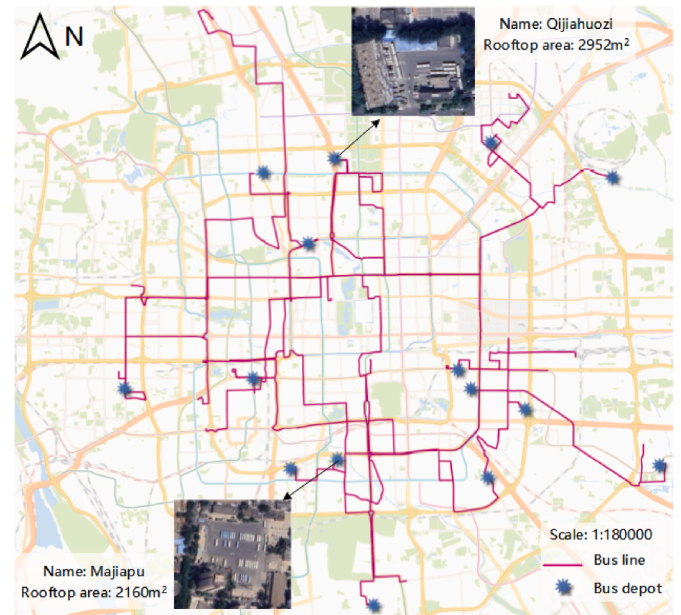 N
Name: Qijiahuozi
Rooftop area: 2952m²
Scale: 1:180000
Bus line
Bus depot
Name: Majiapu
Rooftop area: 2160m²